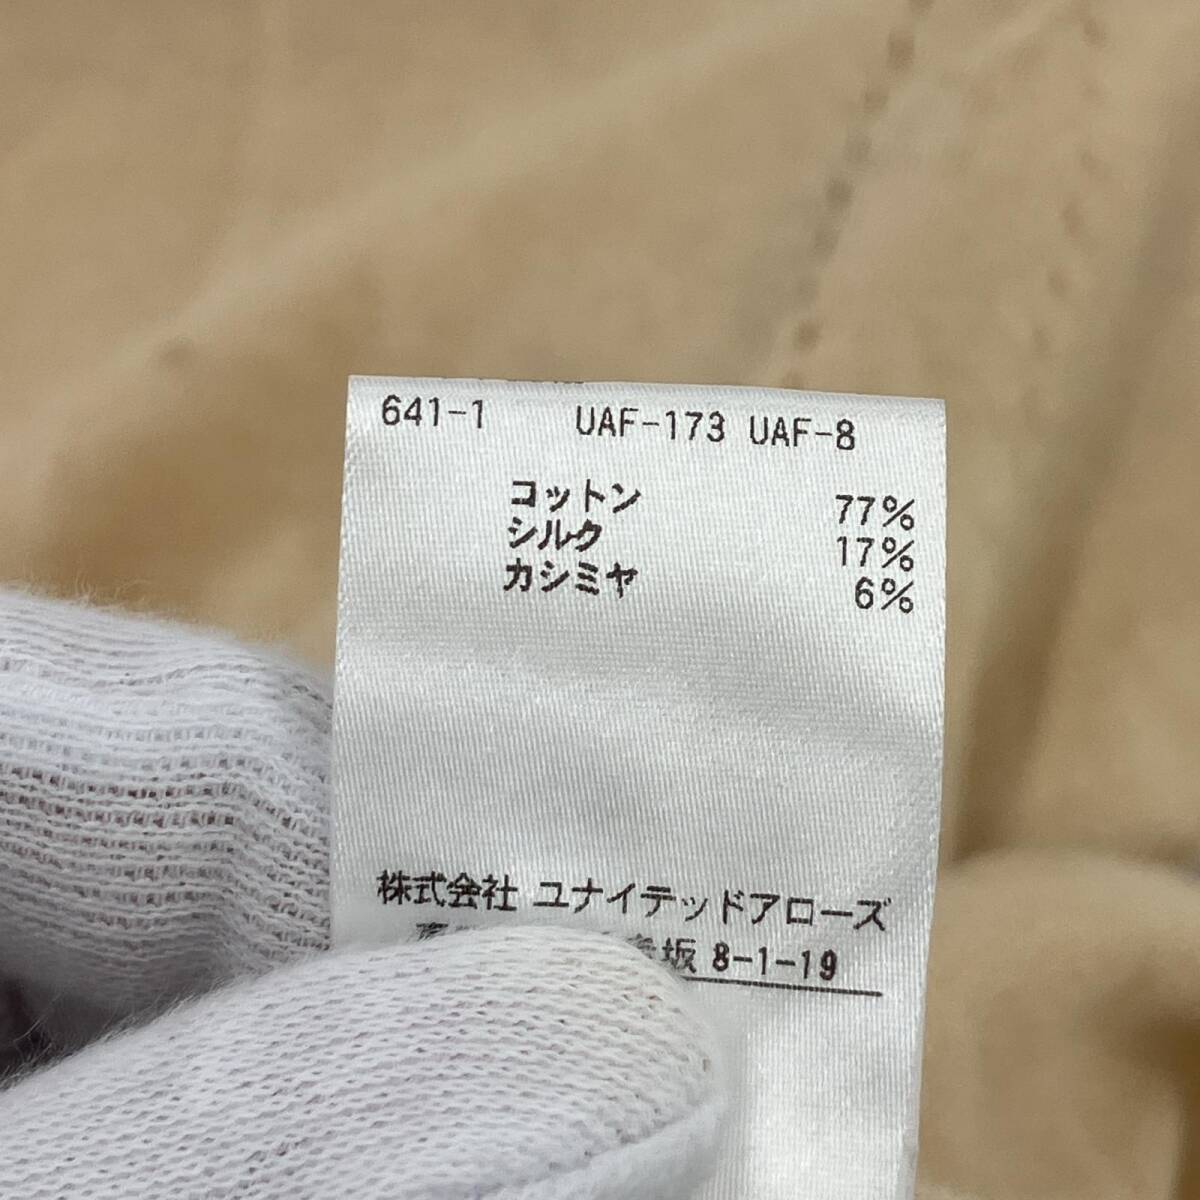 641-1 UAF-173 UAF-8
コットン 77%
シルク 17%
カシミヤ 6%
株式会社 ユナイテッドアローズ
坂 8-1-19